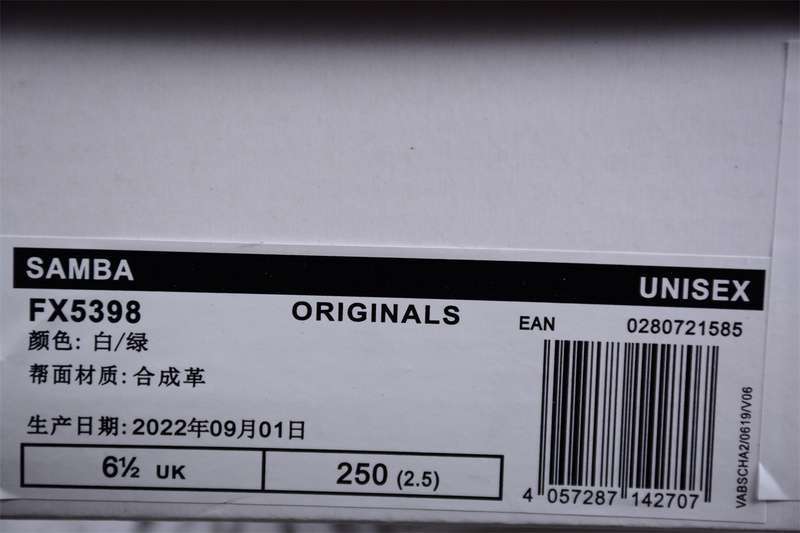 SAMBA
UNISEX
FX5398
ORIGINALS
EAN 0280721585
颜色: 白/绿
帮面材质: 合成革
生产日期: 2022年09月01日
6½ UK
250 (2.5)
4 057287 142707
VABSCHA2/0619/V06